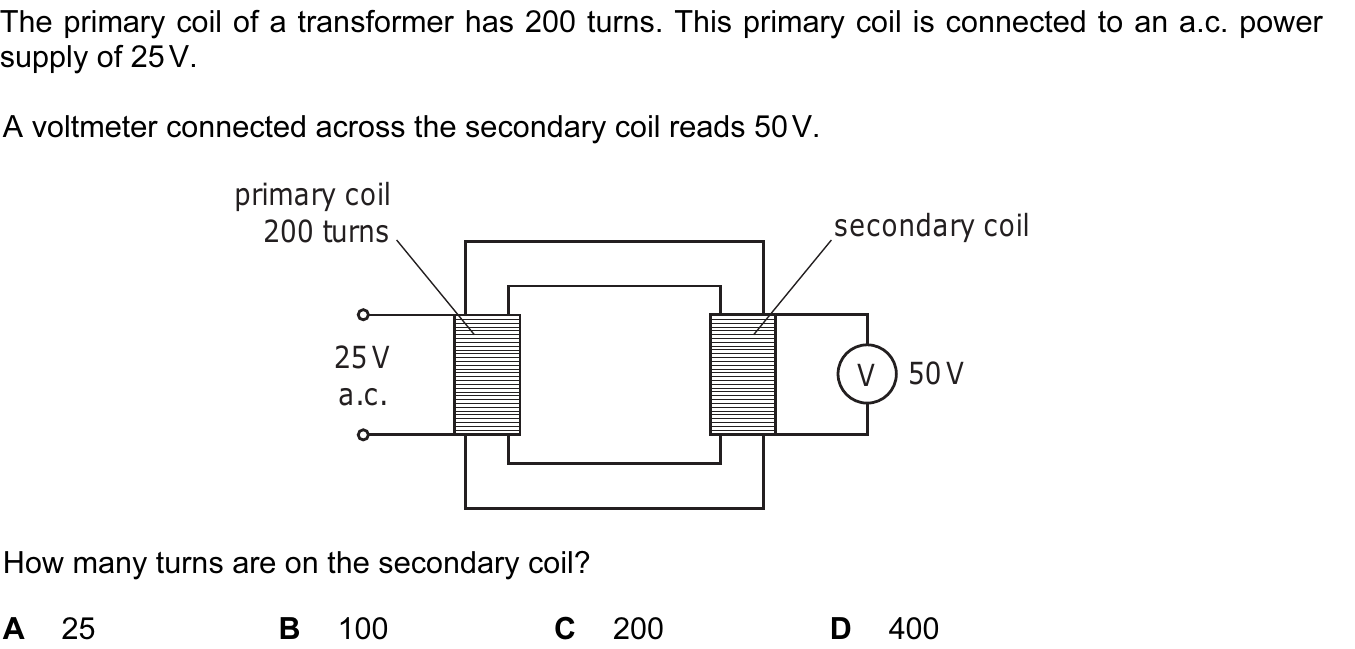 The primary coil of a transformer has 200 turns. This primary coil is connected to an a.c. power
supply of 25 V.
A voltmeter connected across the secondary coil reads 50 V.
primary coil
200 turns
secondary coil
25 V
a.c.
V
50 V
How many turns are on the secondary coil?
A 25 B 100 C 200 D 400